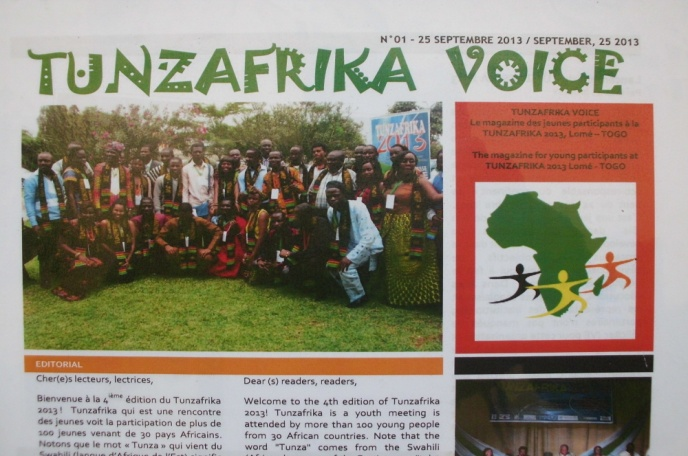 N°01 - 25 SEPTEMBRE 2013 / SEPTEMBER, 25 2013
TUNZAFRIKA VOICE
TUNZAFRIKA
2013
TUNZAFRIKA VOICE
Le magazine des jeunes participants à la
TUNZAFRIKA 2013, Lomé – TOGO
The magazine for young participants at
TUNZAFRIKA 2013 Lomé - TOGO
EDITORIAL
Cher(e)s lecteurs, lectrices,
Bienvenue à la 4ième édition du Tunzafrika
2013 ! Tunzafrika qui est une rencontre
des jeunes voit la participation de plus de
100 jeunes venant de 30 pays Africains.
Notons que le mot « Tunza » qui vient du
Swahili (langue d'Afrique de l'Est)
Dear (s) readers, readers,
Welcome to the 4th edition of Tunzafrika
2013! Tunzafrika is a youth meeting is
attended by more than 100 young people
from 30 African countries. Note that the
word "Tunza" comes from the Swahili